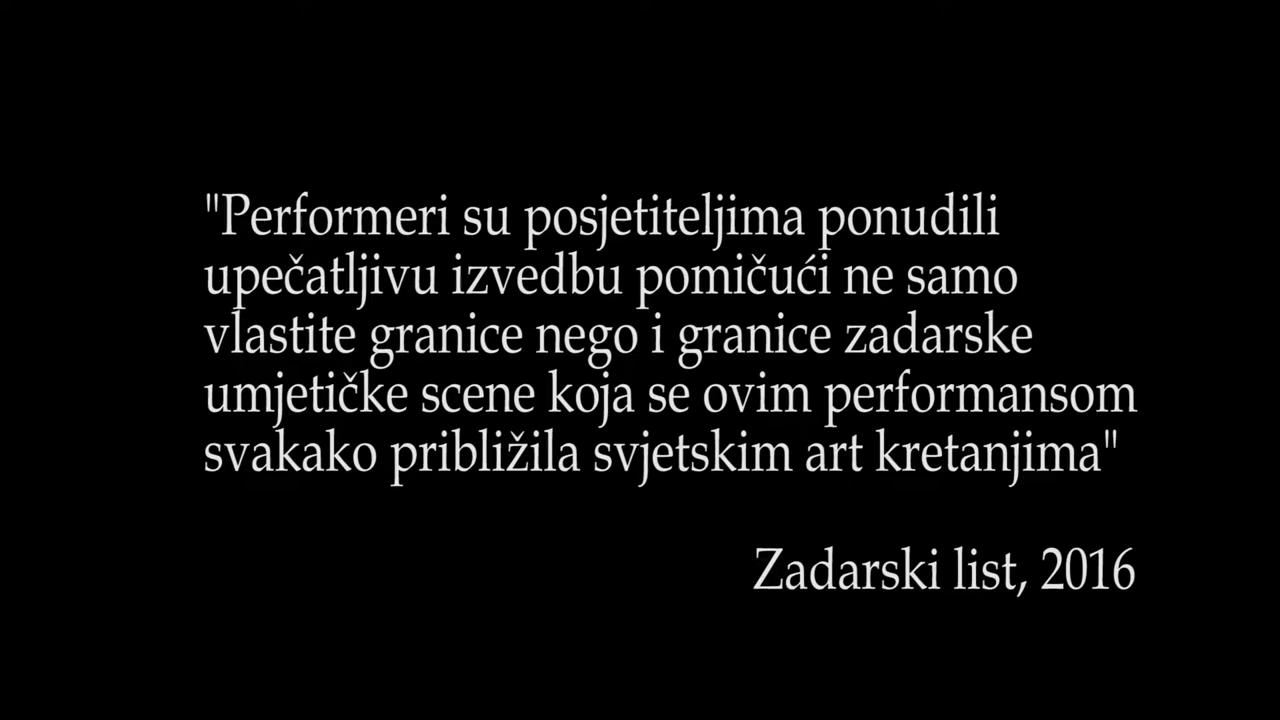 "Performeri su posjetiteljima ponudili
upečatljivu izvedbu pomičući ne samo
vlastite granice nego i granice zadarske
umjetičke scene koja se ovim performansom
svakako približila svjetskim art kretanjima"
Zadarski list, 2016